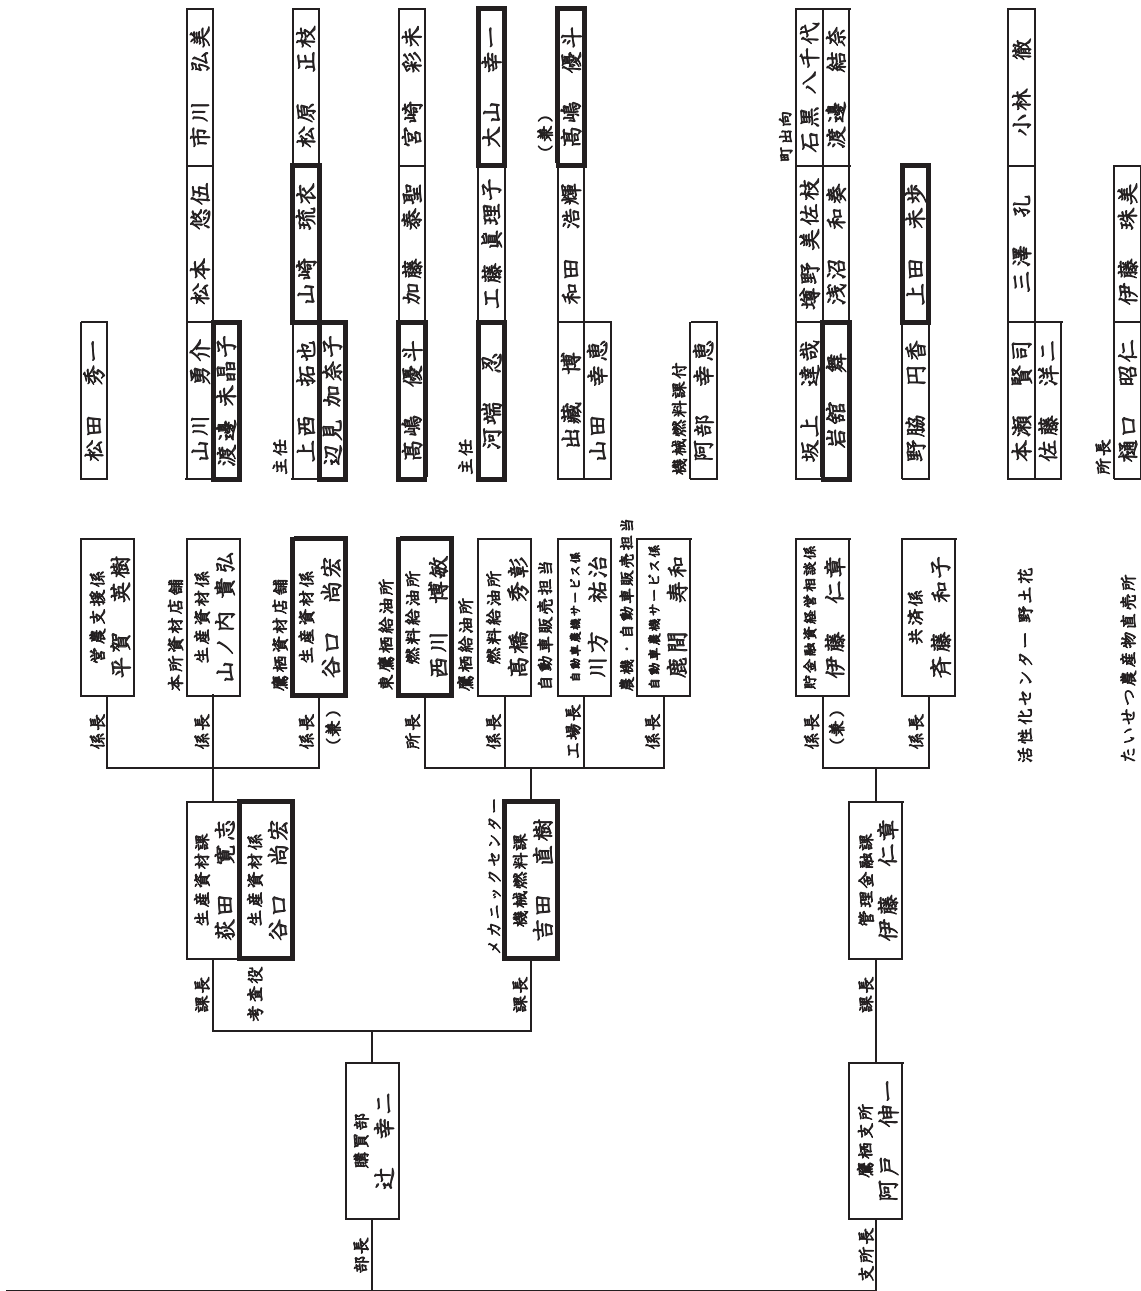 部長
購買部
辻 幸二
課長
生産資材課
荻田 寛志
考査役
生産資材係
谷口 尚宏
係長
営農支援係
平賀 英樹
松田 秀一
本所資材店舗
係長
生産資材係
山ノ内 貴弘
山川 勇介 松本 悠伍 市川 弘美
渡邊 未晶子
鷹栖資材店舗
係長
(兼)
生産資材係
谷口 尚宏
主任
上西 拓也 山崎 琉衣 松原 正枝
辺見 加奈子
メカニックセンター
課長
機械燃料課
吉田 直樹
東鷹栖給油所
所長
燃料給油所
西川 博敏
髙嶋 優斗 加藤 泰聖 宮崎 彩未
鷹栖給油所
係長
燃料給油所
髙橋 秀彰
主任
河端 忍 工藤 眞理子 大山 幸一
自動車販売担当
工場長
自動車農機サービス係
川方 祐治
(兼)
出藏 博 和田 浩輝 髙嶋 優斗
山田 幸恵
農機・自動車販売担当
係長
自動車農機サービス係
鹿間 寿和
機械燃料課付
阿部 幸恵
支所長
鷹栖支所
阿戸 伸一
課長
管理金融課
伊藤 仁章
係長
(兼)
貯金融資経営相談係
伊藤 仁章
町出向
坂上 達哉 墫野 美佐枝 石黒 八千代
岩舘 舞 浅沼 和奏 渡邊 結奈
係長
共済係
斉藤 和子
野脇 円香 上田 未歩
活性化センター 野土花
本瀬 賢司 三澤 孔 小林 徹
佐藤 洋二
たいせつ農産物直売所
所長
樋口 昭仁 伊藤 珠美